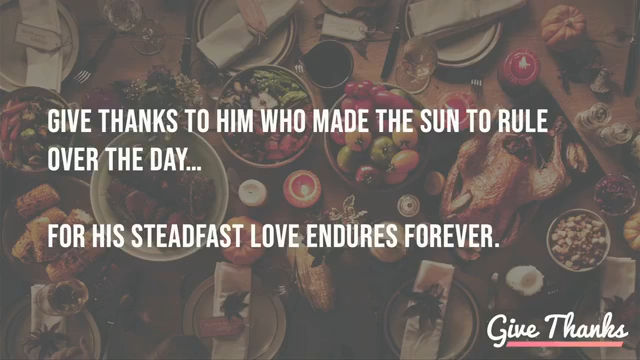 GIVE THANKS TO HIM WHO MADE THE SUN TO RULE
OVER THE DAY...
FOR HIS STEADFAST LOVE ENDURES FOREVER.
Give Thanks